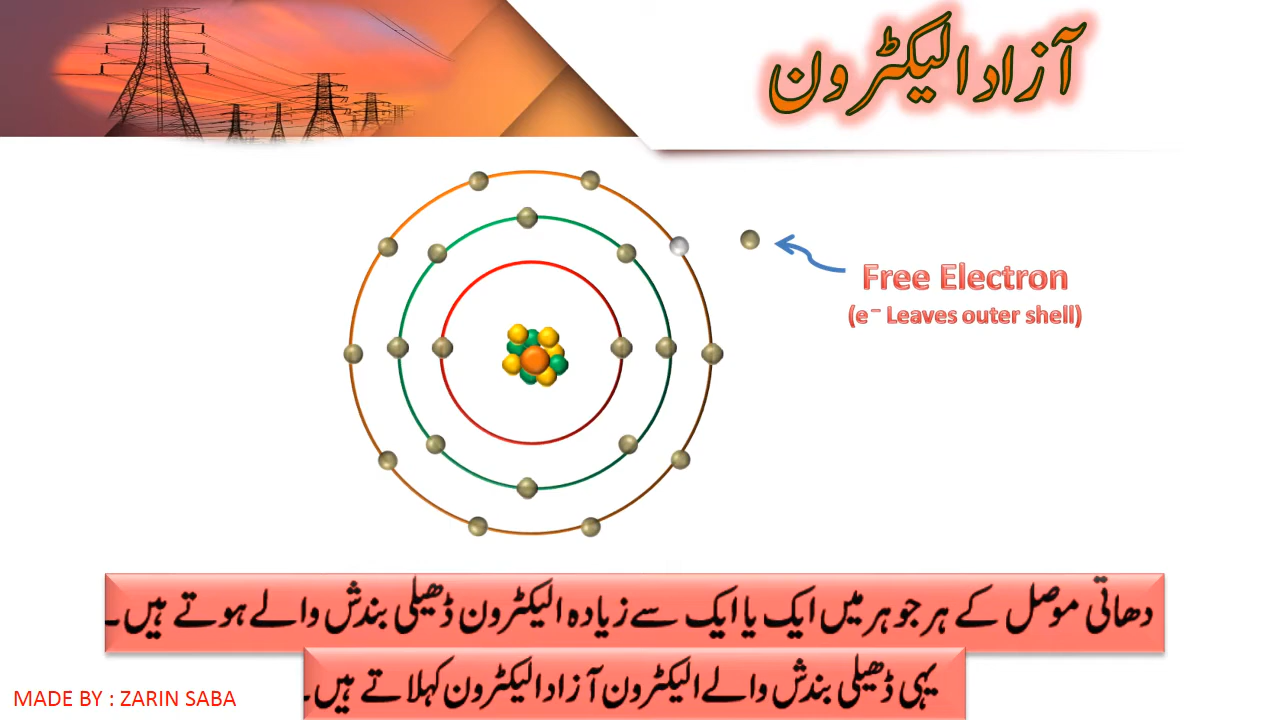 آزاد الیکٹرون
Free Electron
(e⁻ Leaves outer shell)
دھاتی موصل کے ہر جوہر میں ایک یا ایک سے زیادہ الیکٹرون ڈھیلی بندش والے ہوتے ہیں۔
یہی ڈھیلی بندش والے الیکٹرون آزاد الیکٹرون کہلاتے ہیں۔
MADE BY : ZARIN SABA